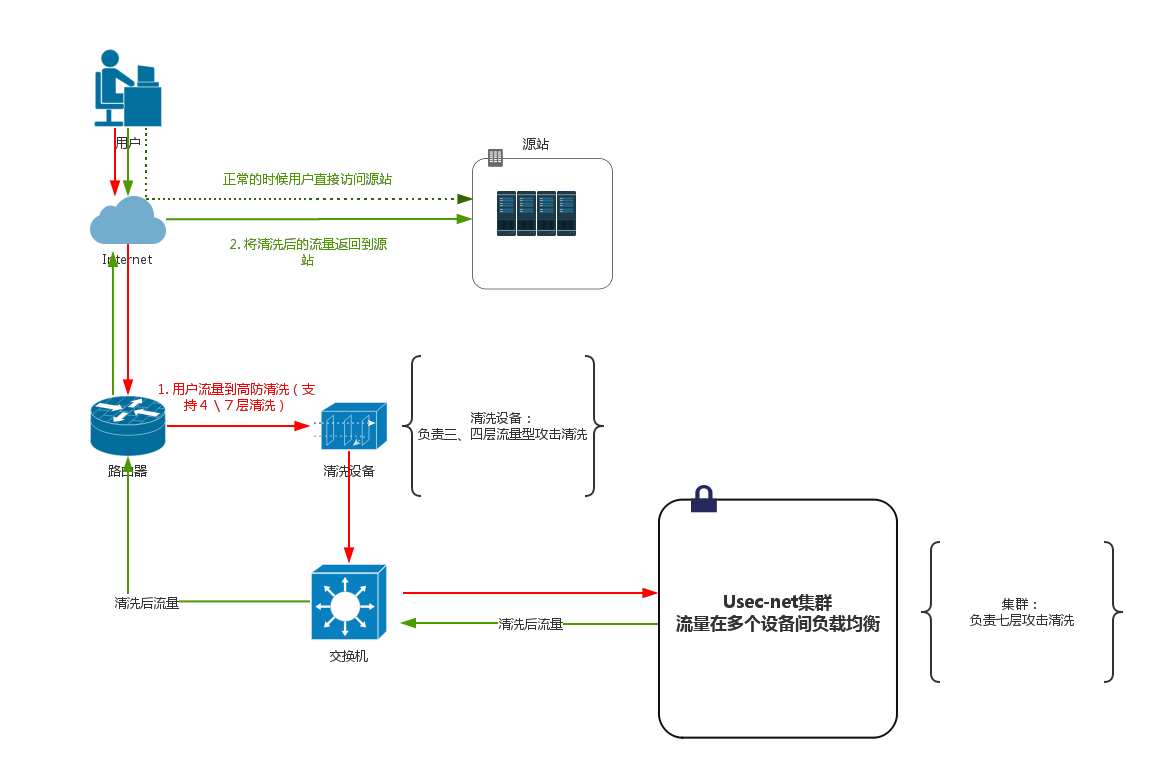 用户
源站
正常的时候用户直接访问源站
2. 将清洗后的流量返回到源
站
Internet
1. 用户流量到高防清洗（支
持４\７层清洗）
清洗设备：
负责三、四层流量型攻击清洗
路由器
清洗设备
Usec-net集群
流量在多个设备间负载均衡
集群：
负责七层攻击清洗
清洗后流量
清洗后流量
交换机